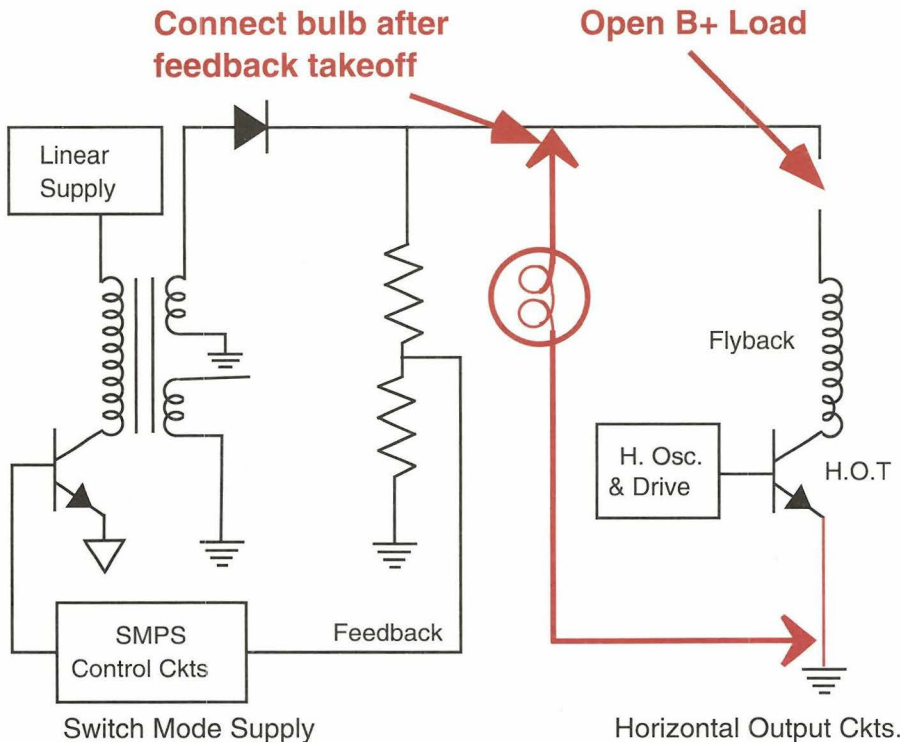 Connect bulb after
feedback takeoff
Open B+ Load
Linear
Supply
Flyback
H. Osc.
& Drive
H.O.T
SMPS
Control Ckts
Feedback
Switch Mode Supply
Horizontal Output Ckts.